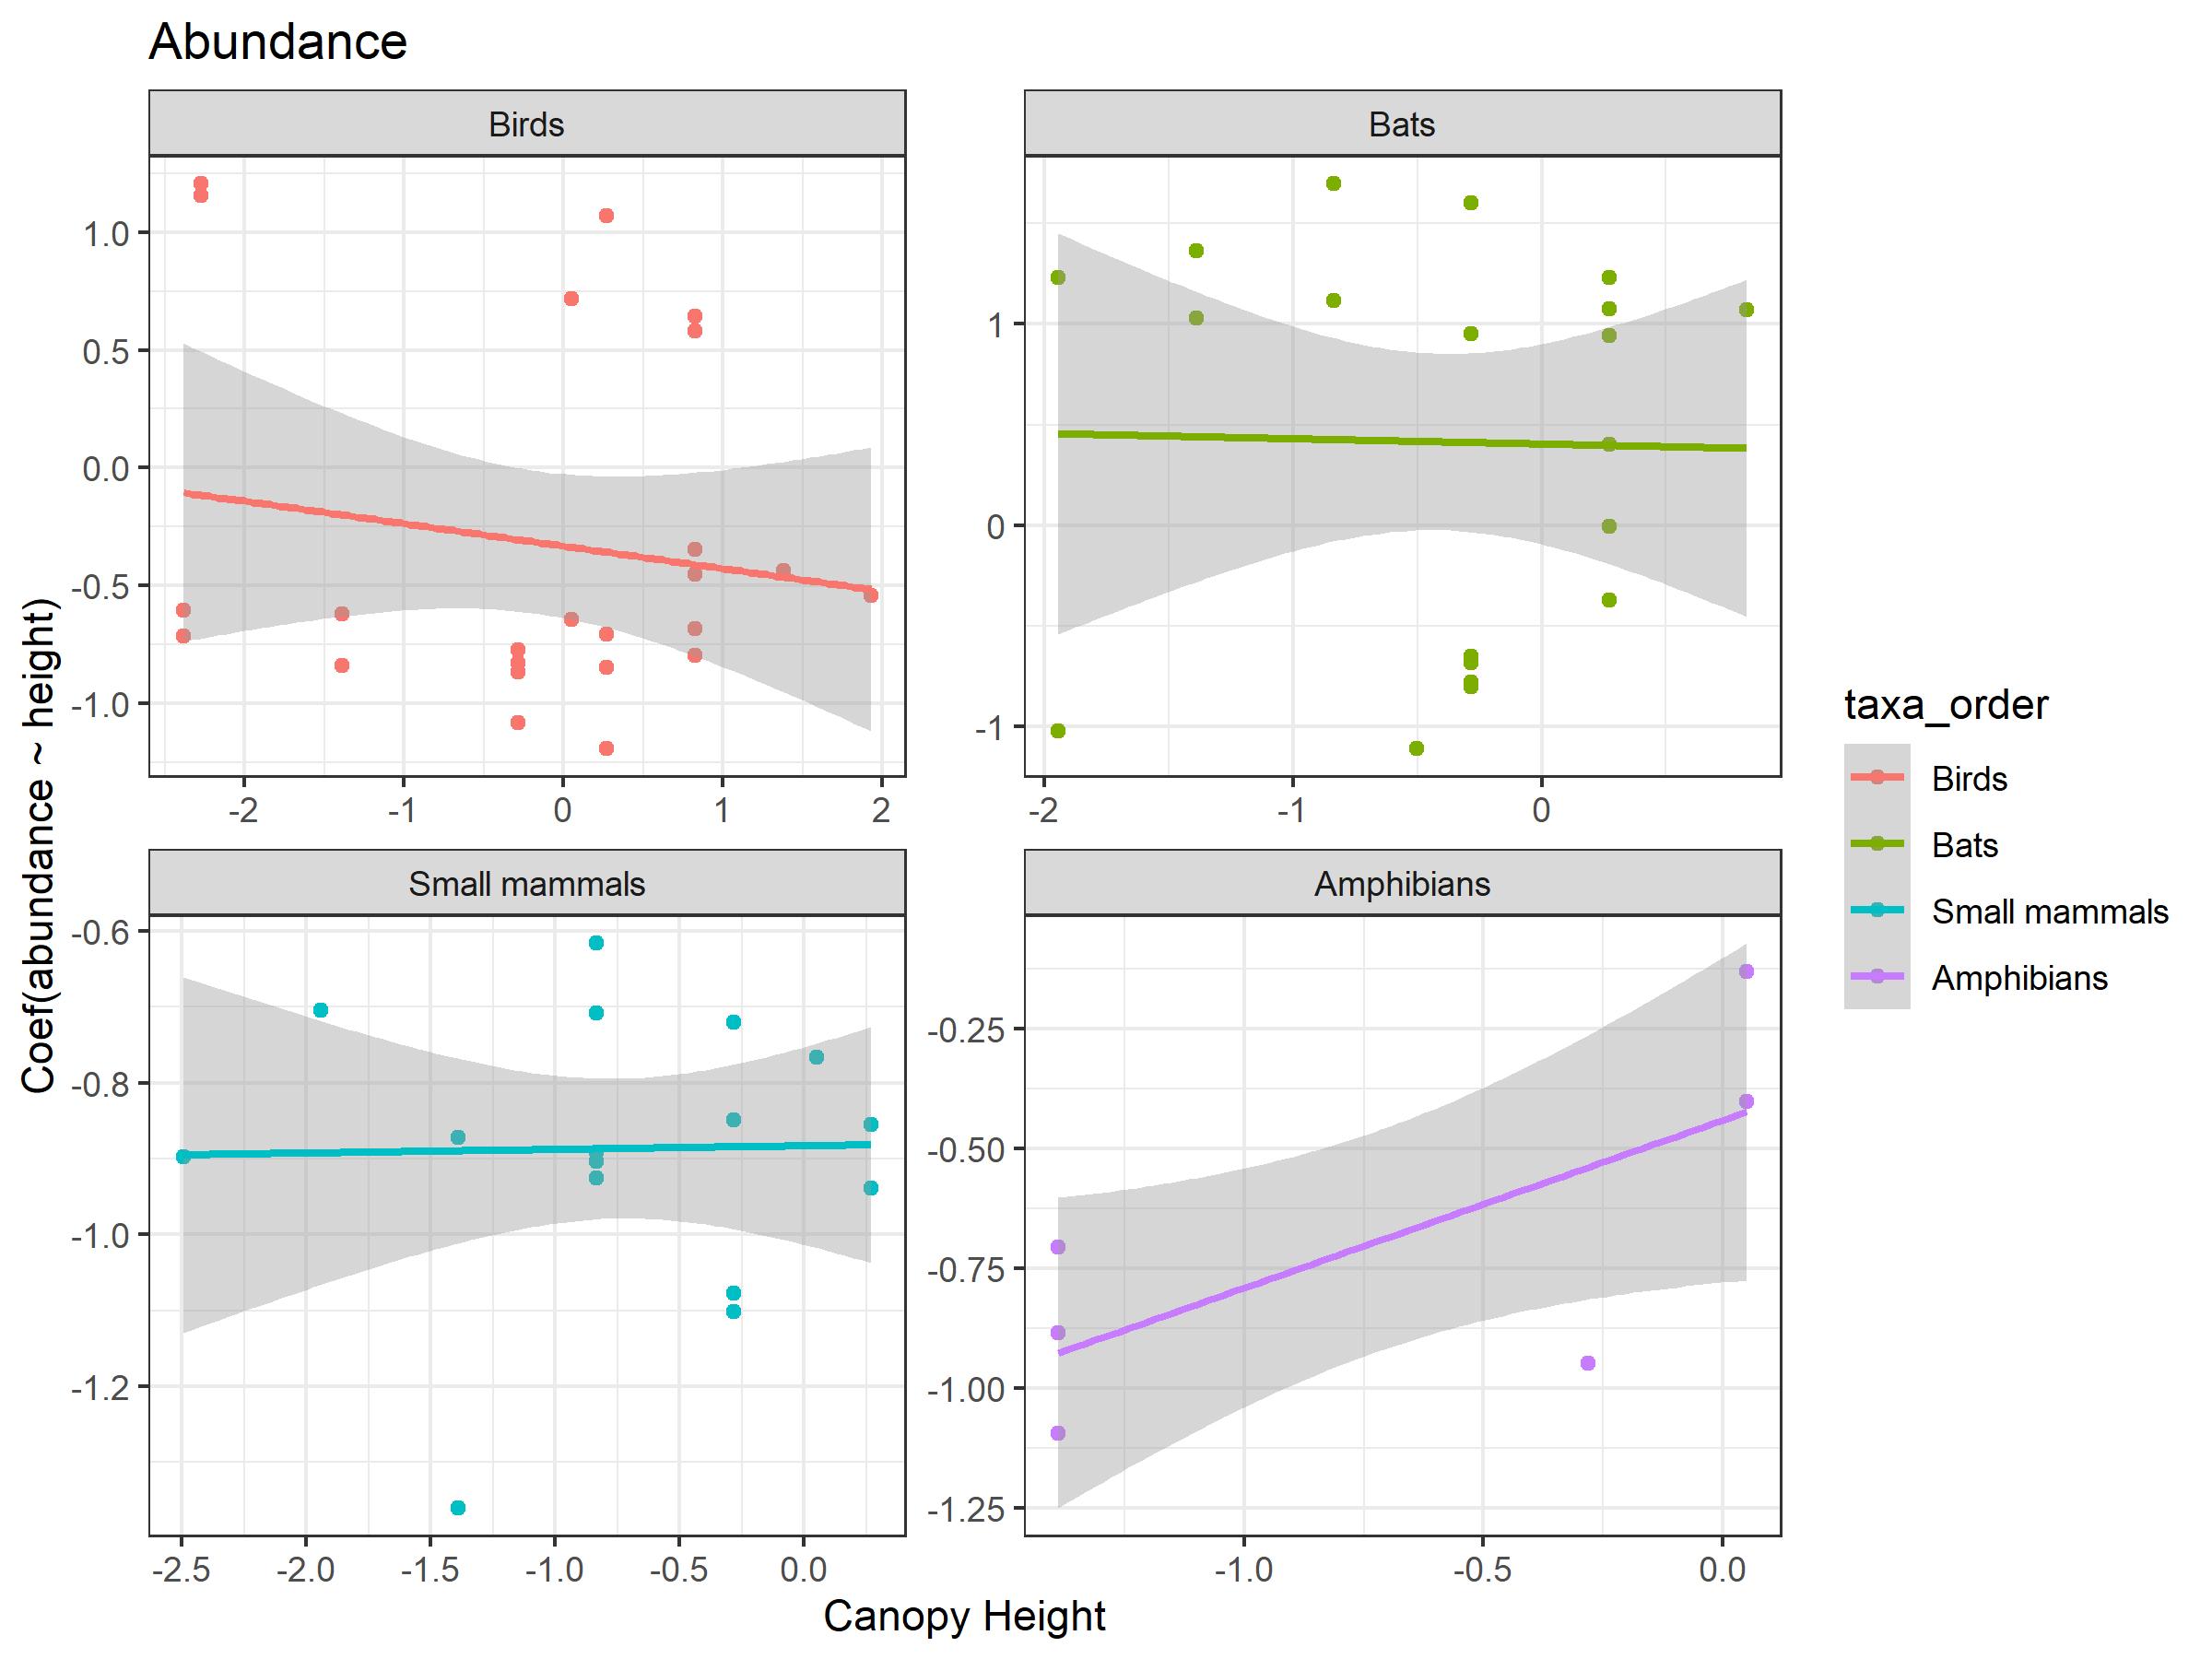 Abundance
Birds
Bats
1.0
0.5
0.0
-0.5
-1.0
1
0
-1
-2
-1
0
1
2
-2
-1
0
Small mammals
Amphibians
-0.6
-0.8
-1.0
-1.2
-0.25
-0.50
-0.75
-1.00
-1.25
-2.5
-2.0
-1.5
-1.0
-0.5
0.0
-1.0
-0.5
0.0
Canopy Height
Coef(abundance ~ height)
taxa_order
Birds
Bats
Small mammals
Amphibians